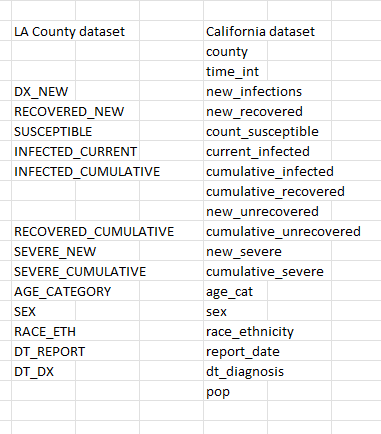 LA County dataset California dataset
county
time_int
DX_NEW new_infections
RECOVERED_NEW new_recovered
SUSCEPTIBLE count_susceptible
INFECTED_CURRENT current_infected
INFECTED_CUMULATIVE cumulative_infected
cumulative_recovered
new_unrecovered
RECOVERED_CUMULATIVE cumulative_unrecovered
SEVERE_NEW new_severe
SEVERE_CUMULATIVE cumulative_severe
AGE_CATEGORY age_cat
SEX sex
RACE_ETH race_ethnicity
DT_REPORT report_date
DT_DX dt_diagnosis
pop